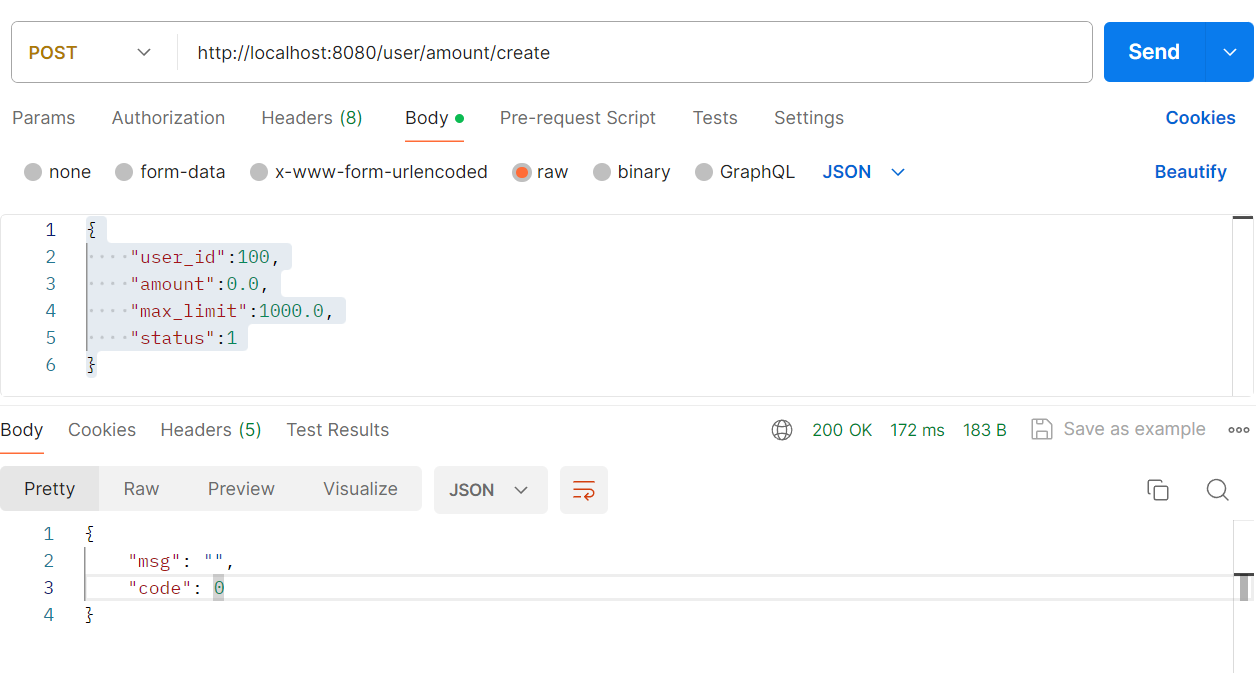 POST http://localhost:8080/user/amount/create Send
Params Authorization Headers (8) Body Pre-request Script Tests Settings Cookies
none form-data x-www-form-urlencoded raw binary GraphQL JSON Beautify
1 {
2 ····"user_id":100,
3 ····"amount":0.0,
4 ····"max_limit":1000.0,
5 ····"status":1
6 }
Body Cookies Headers (5) Test Results 200 OK 172 ms 183 B Save as example
Pretty Raw Preview Visualize JSON
1 {
2 "msg": "",
3 "code": 0
4 }